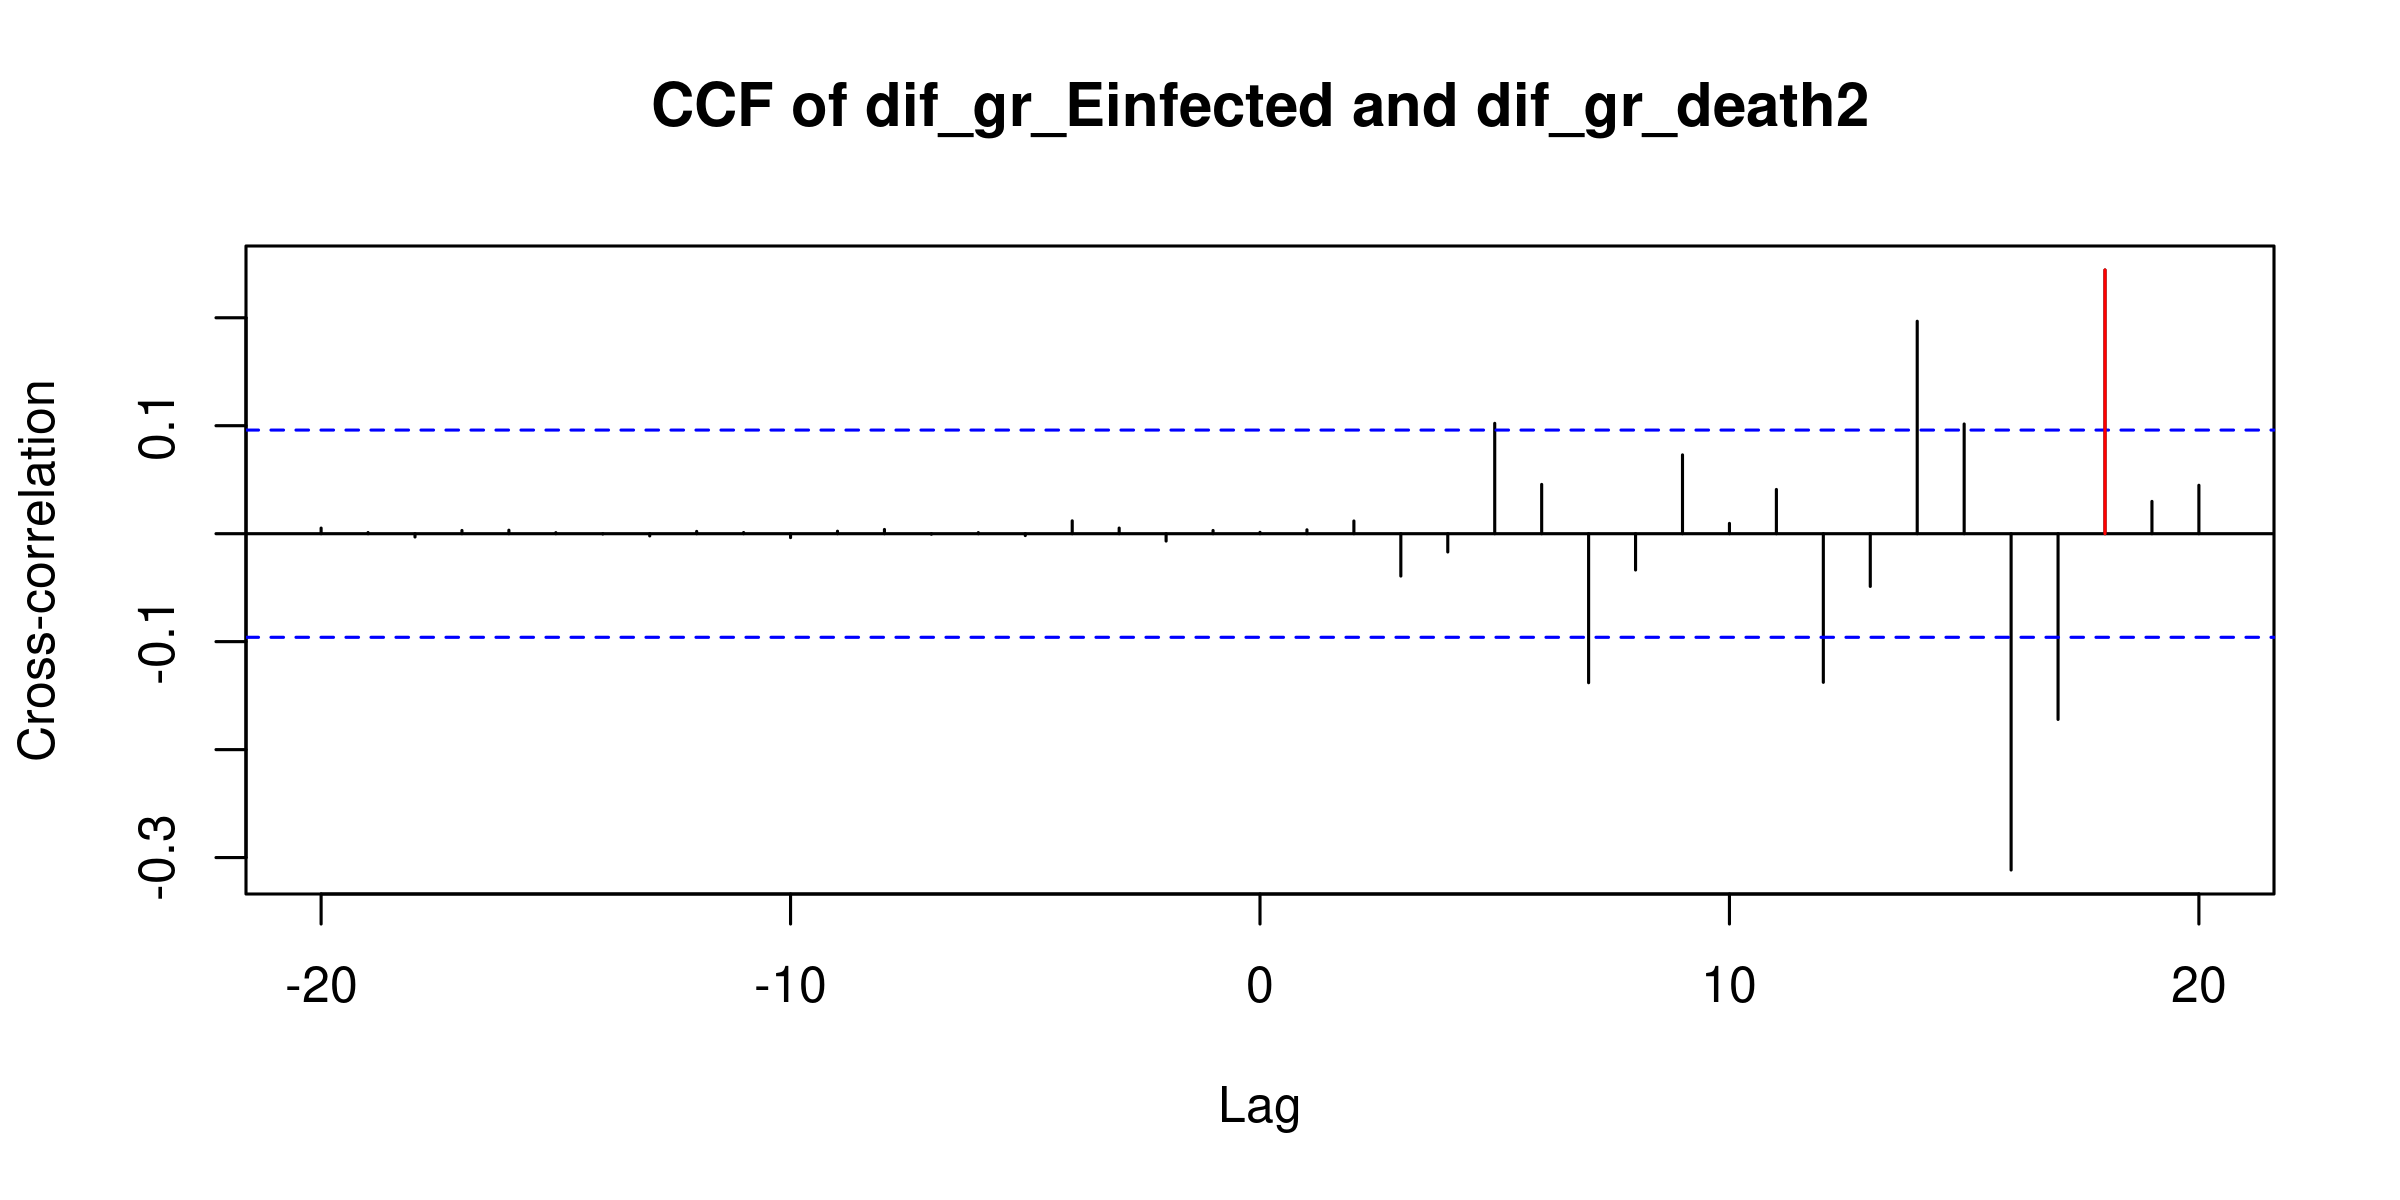 CCF of dif_gr_Einfected and dif_gr_death2
Cross-correlation
0.1
-0.1
-0.3
-20 -10 0 10 20
Lag